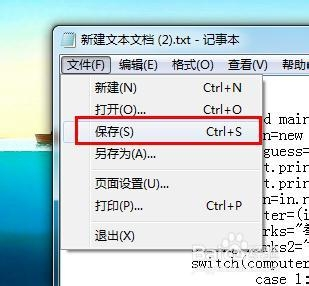 新建文本文档 (2).txt - 记事本
文件(F) 编辑(E) 格式(O) 查看(V) 帮助
新建(N) Ctrl+N
打开(O)... Ctrl+O
保存(S) Ctrl+S
另存为(A)...
页面设置(U)...
打印(P)... Ctrl+P
退出(X)
d main
n=new
guess=
t.prin
t.prin
n=in.n
ter=(i
rks="
rks2="
switch(computer
case 1:
Baidu